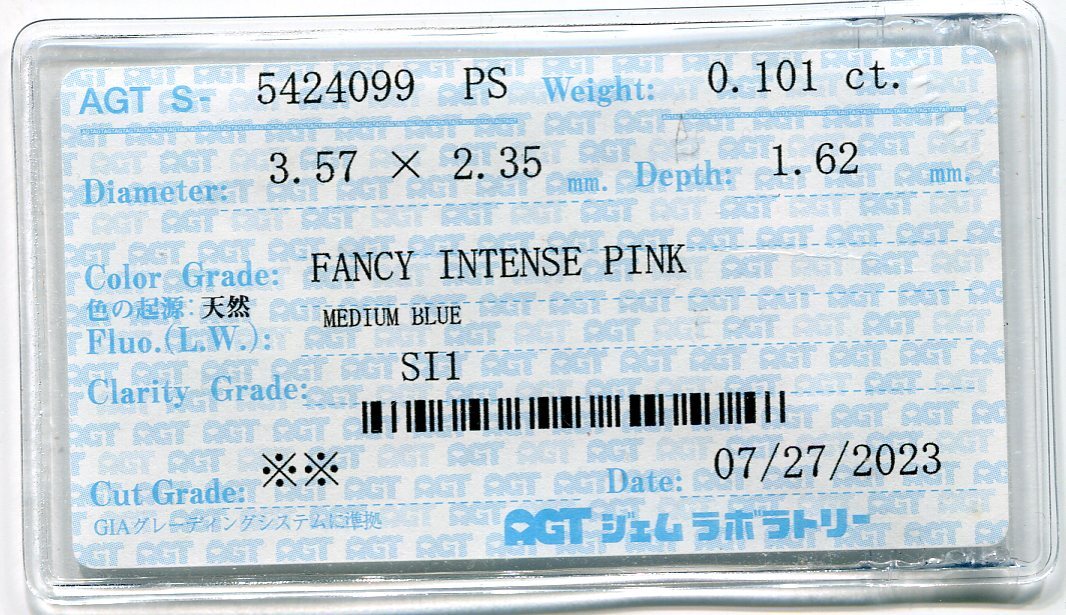 AGT S- 5424099 PS Weight: 0.101 ct.
Diameter: 3.57 × 2.35 mm. Depth: 1.62 mm.
Color Grade: FANCY INTENSE PINK
色の起源: 天然
Fluo.(L.W.): MEDIUM BLUE
Clarity Grade: SI1
Cut Grade: ※※ Date: 07/27/2023
GIAグレーディングシステムに準拠
AGT ジェム ラボラトリー